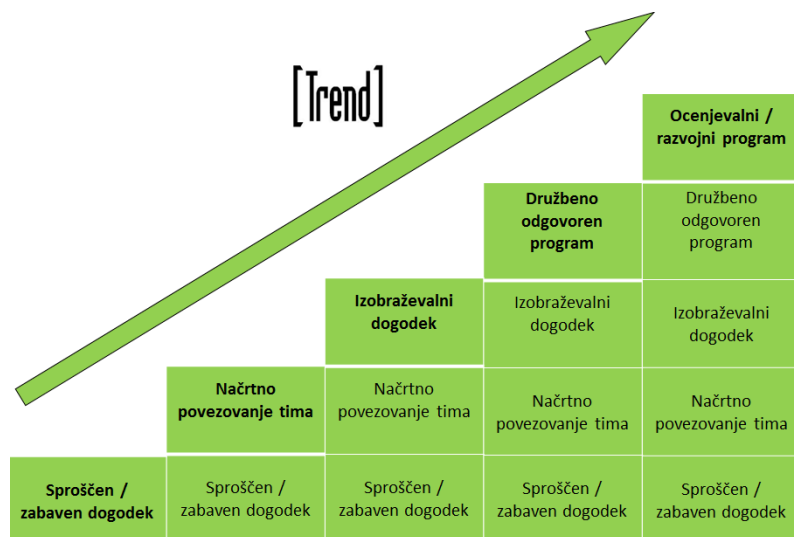 [Trend]
Ocenjevalni /
razvojni program
Družbeno
odgovoren
program
Družbeno
odgovoren
program
Izobraževalni
dogodek
Izobraževalni
dogodek
Izobraževalni
dogodek
Načrtno
povezovanje tima
Načrtno
povezovanje tima
Načrtno
povezovanje tima
Načrtno
povezovanje tima
Sproščen /
zabaven dogodek
Sproščen /
zabaven dogodek
Sproščen /
zabaven dogodek
Sproščen /
zabaven dogodek
Sproščen /
zabaven dogodek